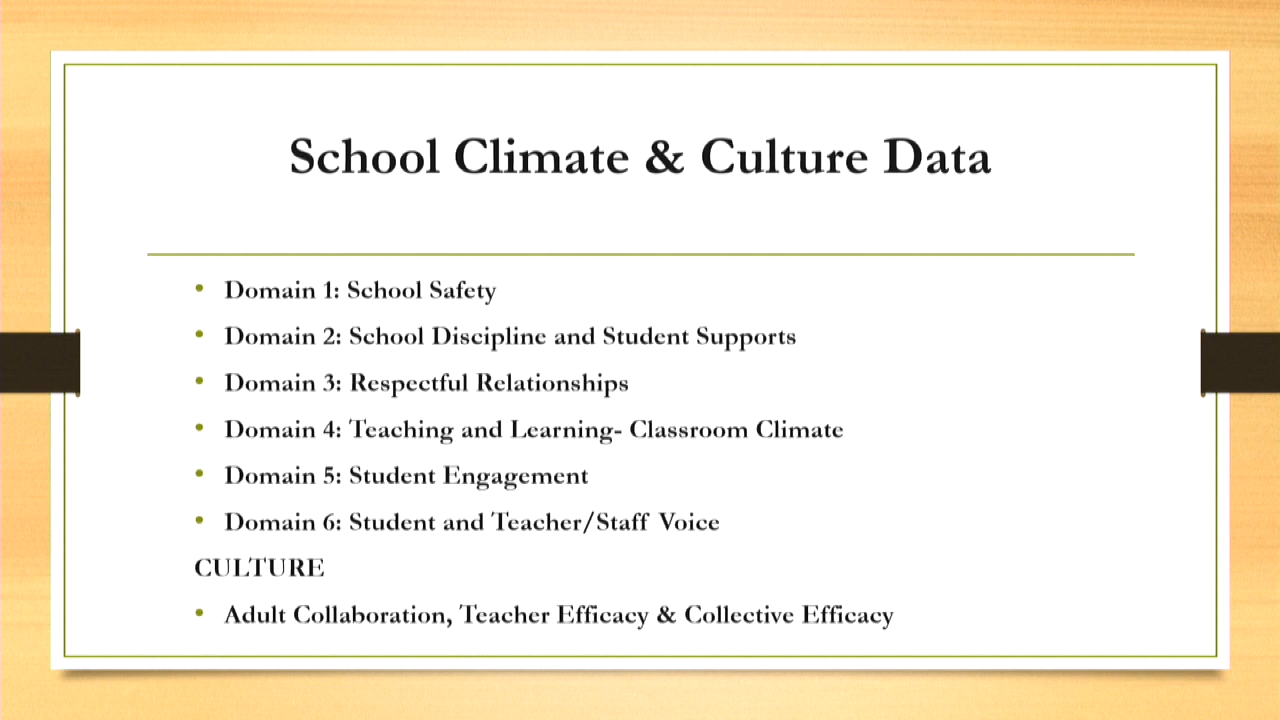 School Climate & Culture Data
• Domain 1: School Safety
• Domain 2: School Discipline and Student Supports
• Domain 3: Respectful Relationships
• Domain 4: Teaching and Learning- Classroom Climate
• Domain 5: Student Engagement
• Domain 6: Student and Teacher/Staff Voice
CULTURE
• Adult Collaboration, Teacher Efficacy & Collective Efficacy